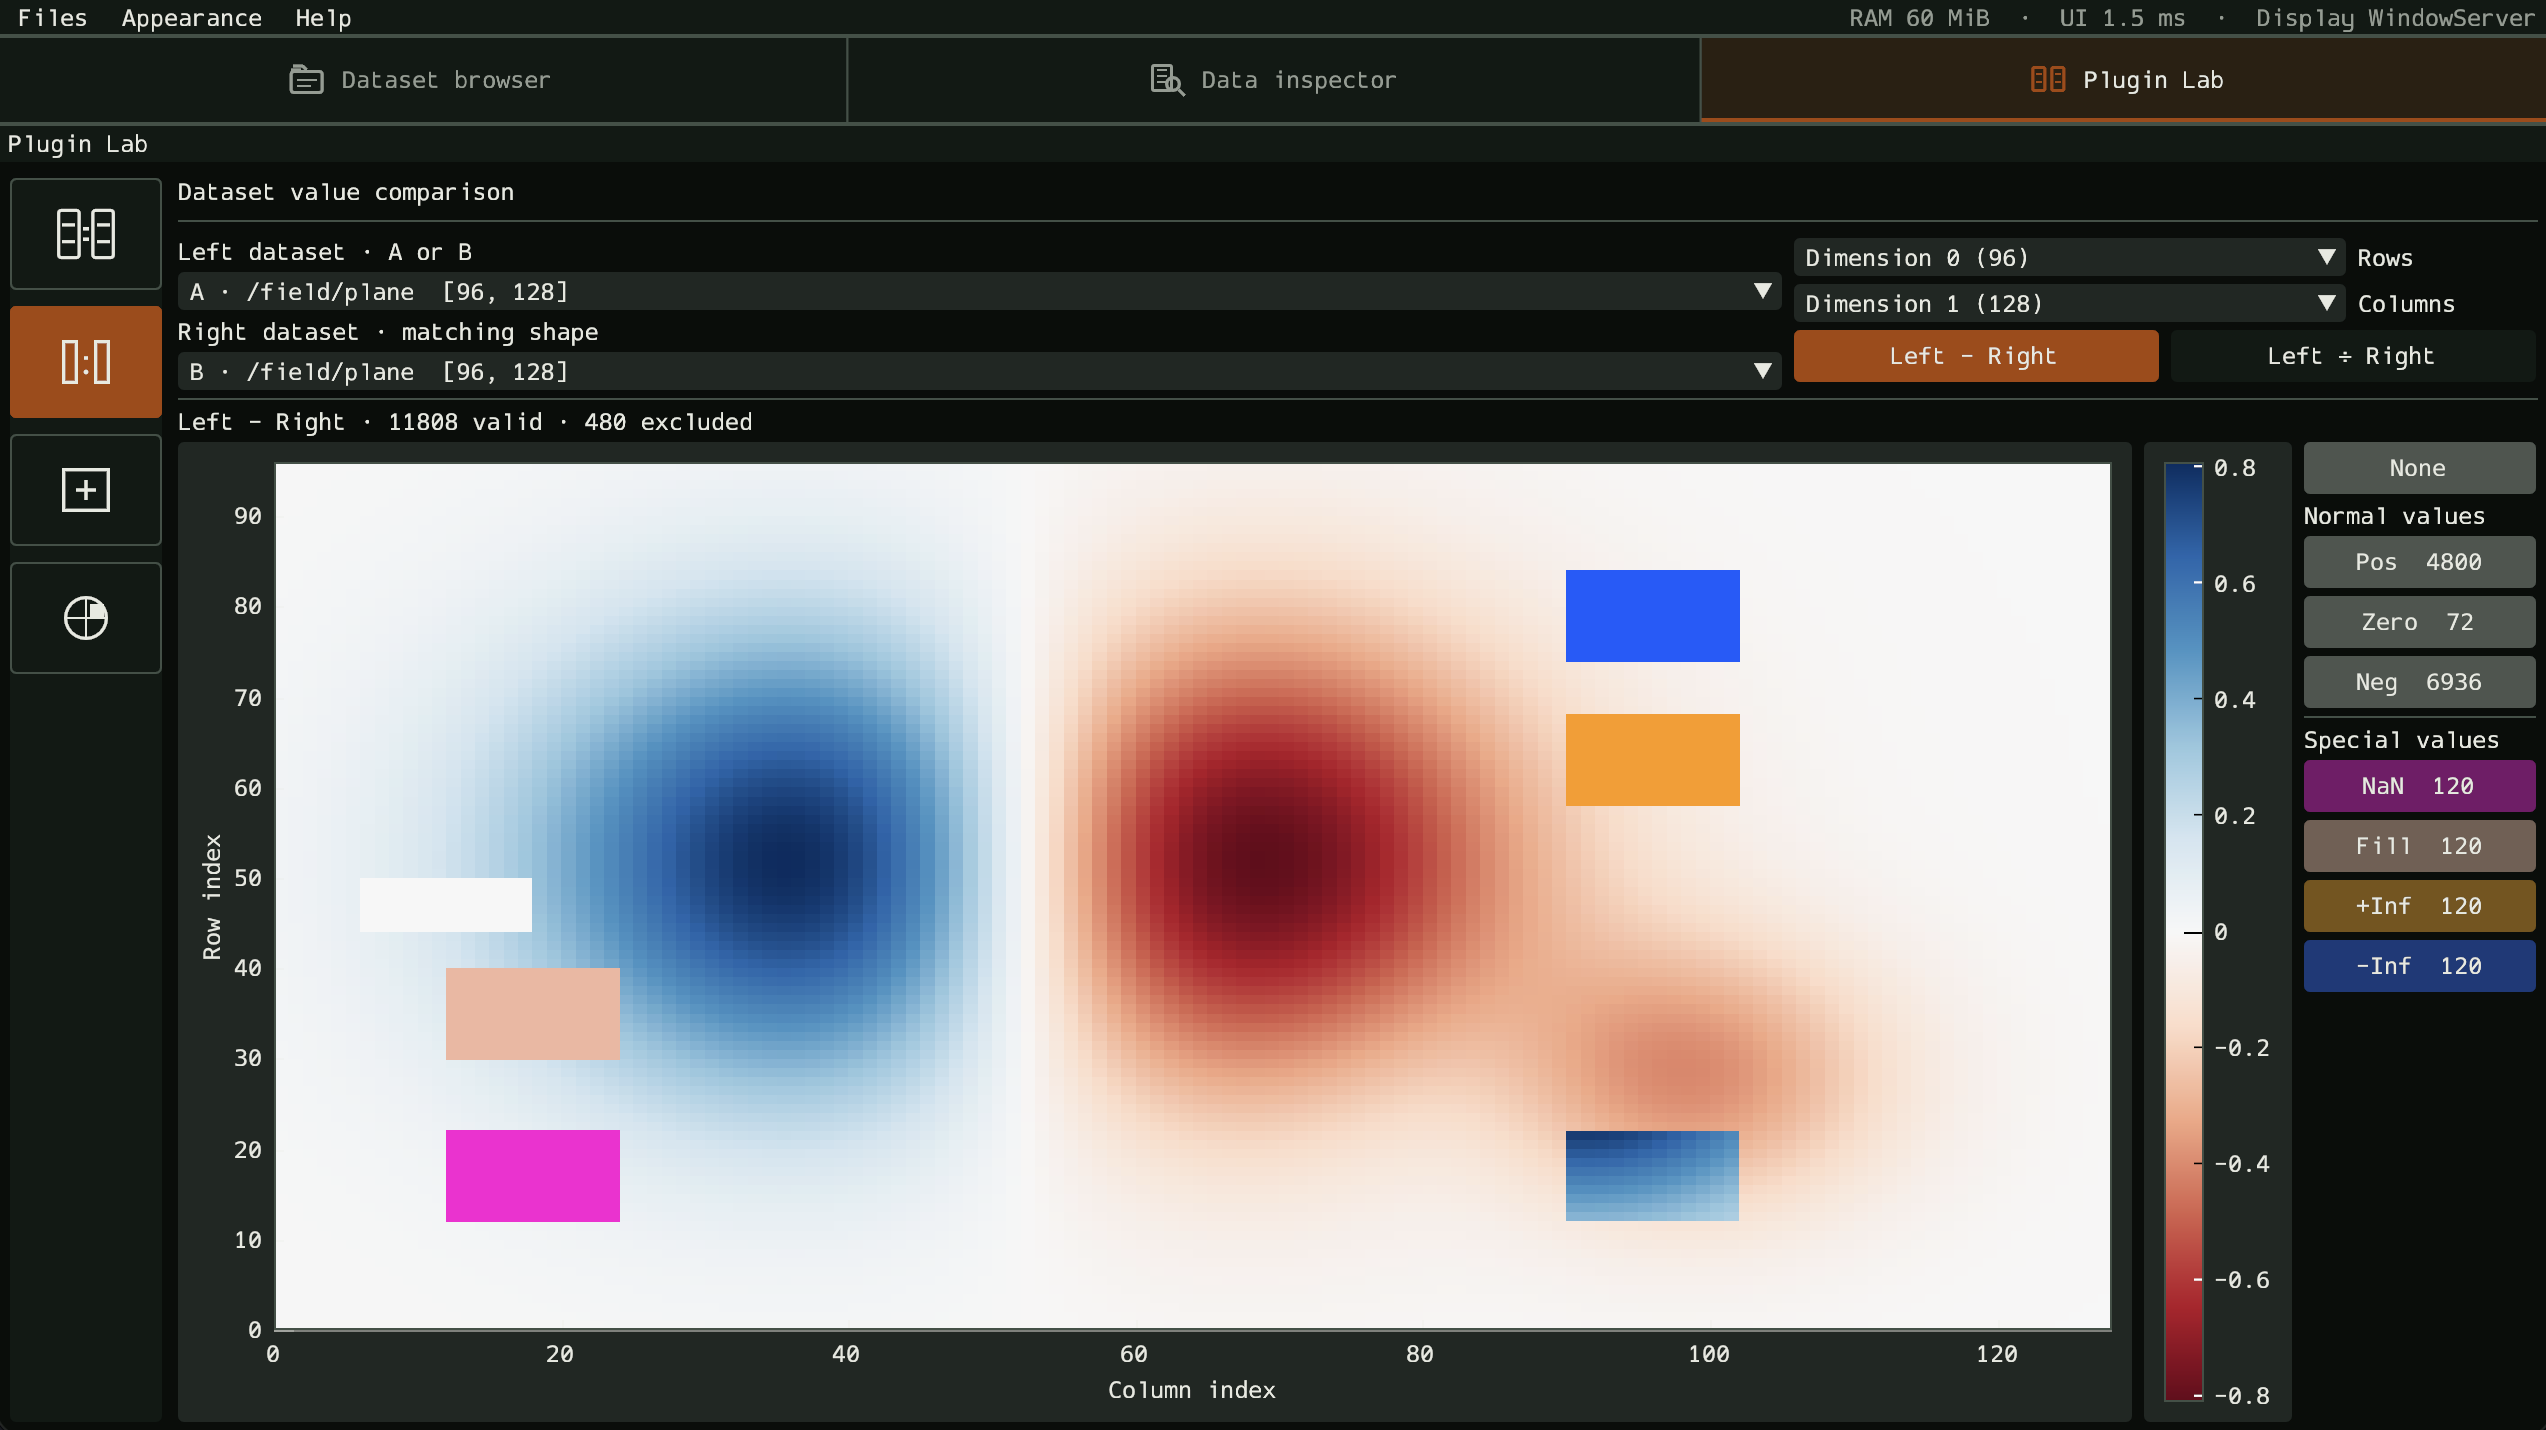 Files Appearance Help RAM 60 MiB · UI 1.5 ms · Display WindowServer
Dataset browser Data inspector Plugin Lab
Plugin Lab
Dataset value comparison
Left dataset · A or B
A · /field/plane [96, 128]
Right dataset · matching shape
B · /field/plane [96, 128]
Dimension 0 (96) Rows
Dimension 1 (128) Columns
Left − Right Left ÷ Right
Left − Right · 11808 valid · 480 excluded
Row index
90
80
70
60
50
40
30
20
10
0
0 20 40 60 80 100 120
Column index
0.8
0.6
0.4
0.2
0
−0.2
−0.4
−0.6
−0.8
None
Normal values
Pos 4800
Zero 72
Neg 6936
Special values
NaN 120
Fill 120
+Inf 120
−Inf 120